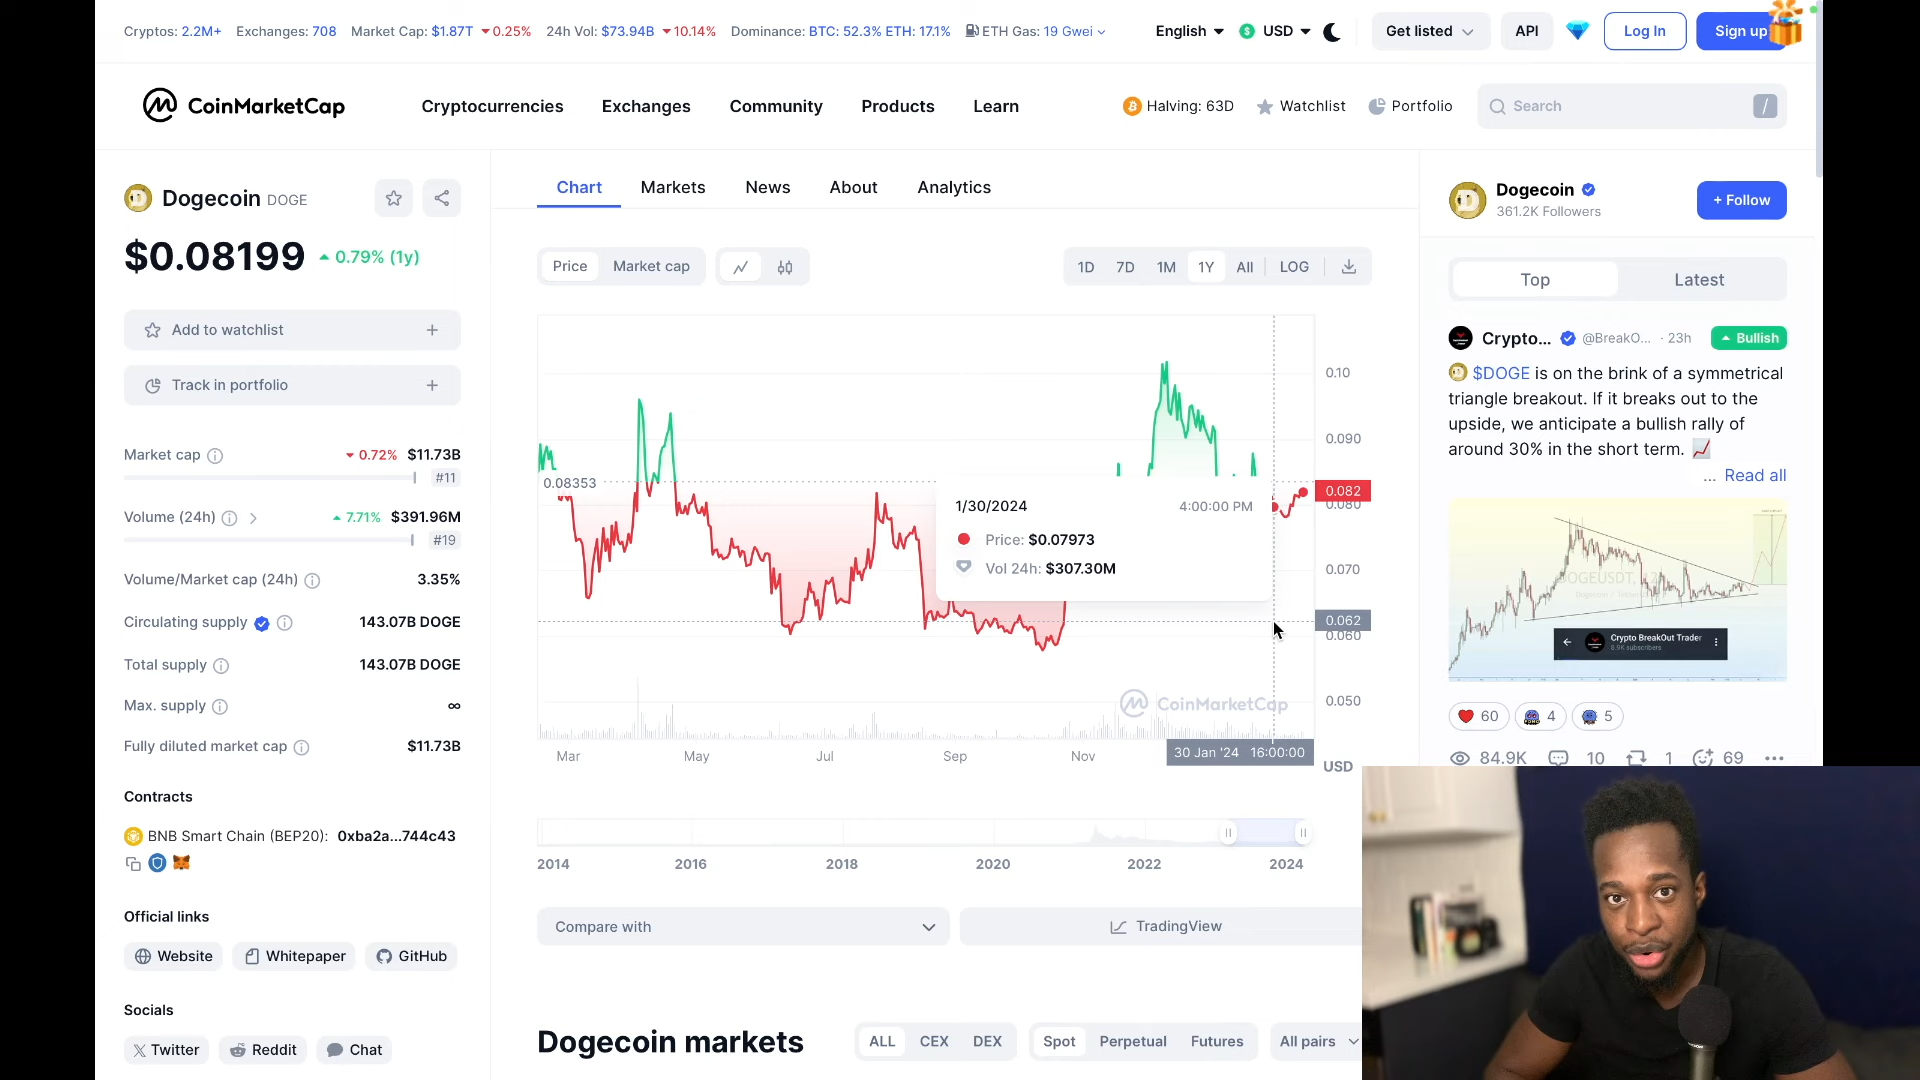 Cryptos: 2.2M+ Exchanges: 708 Market Cap: $1.87T 0.25% 24h Vol: $73.94B 10.14% Dominance: BTC: 52.3% ETH: 17.1% ETH Gas: 19 Gwei
English USD Get listed API Log In Sign up
CoinMarketCap Cryptocurrencies Exchanges Community Products Learn
Halving: 63D Watchlist Portfolio Search /
Dogecoin DOGE
$0.08199 0.79% (1y)
Add to watchlist +
Track in portfolio +
Market cap 0.72% $11.73B
#11
Volume (24h) 7.71% $391.96M
#19
Volume/Market cap (24h) 3.35%
Circulating supply 143.07B DOGE
Total supply 143.07B DOGE
Max. supply ∞
Fully diluted market cap $11.73B
Contracts
BNB Smart Chain (BEP20): 0xba2a...744c43
Official links
Website Whitepaper GitHub
Socials
Twitter Reddit Chat
Chart Markets News About Analytics
Price Market cap
1D 7D 1M 1Y All LOG
0.10
0.090
0.08353
0.082
0.080
0.070
0.062
0.060
0.050
1/30/2024 4:00:00 PM
Price: $0.07973
Vol 24h: $307.30M
CoinMarketCap
Mar May Jul Sep Nov 30 Jan '24 16:00:00
USD
2014 2016 2018 2020 2022 2024
Compare with
TradingView
Dogecoin markets
ALL CEX DEX Spot Perpetual Futures All pairs
Dogecoin
361.2K Followers
+ Follow
Top Latest
Crypto... @BreakO... · 23h Bullish
$DOGE is on the brink of a symmetrical
triangle breakout. If it breaks out to the
upside, we anticipate a bullish rally of
around 30% in the short term.
... Read all
Crypto BreakOut Trader
8.9K subscribers
60 4 5
84.9K 10 1 69